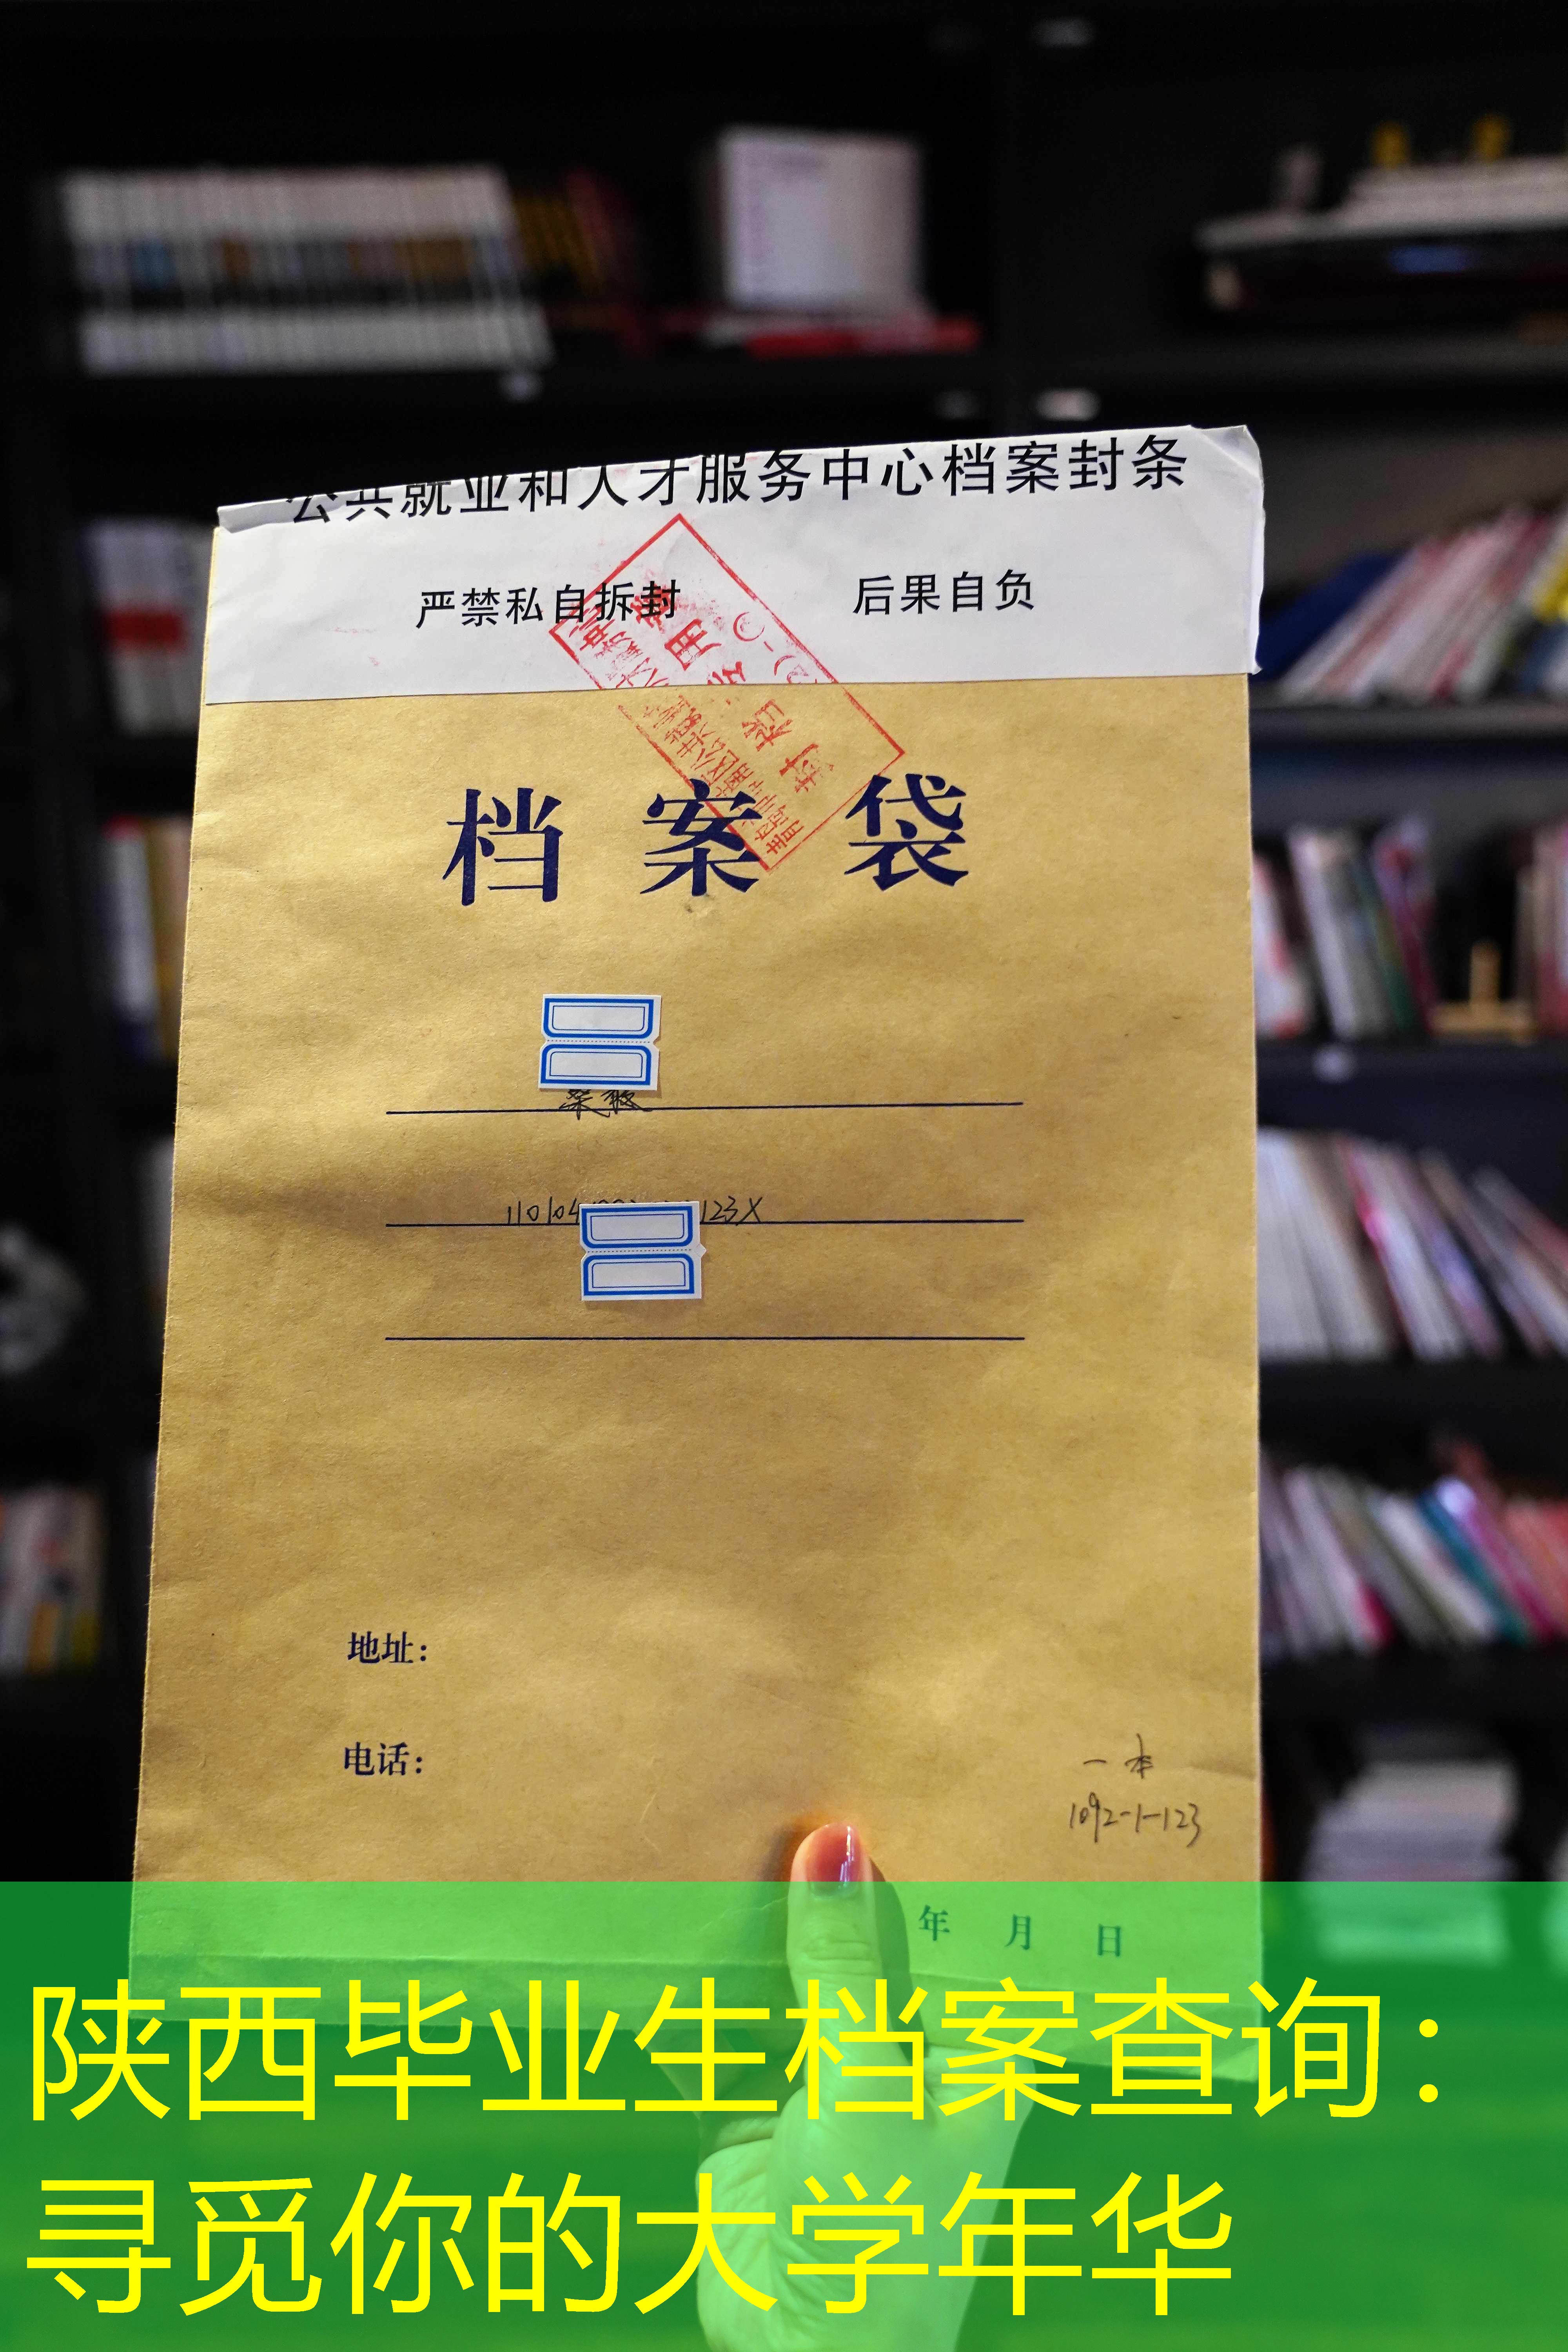 公共就业和人才服务中心档案封条
严禁私自拆封 后果自负
档案袋
123X
地址:
电话:
一本
1092-1-123
年 月 日
陕西毕业生档案查询:
寻觅你的大学年华